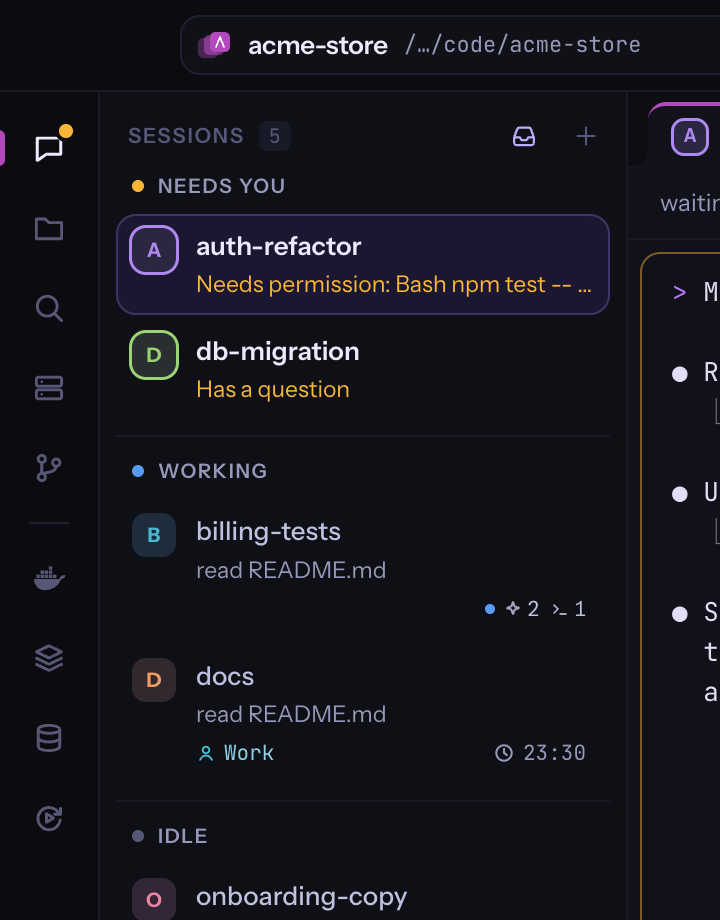 acme-store /…/code/acme-store
SESSIONS 5
A
waitin
NEEDS YOU
A auth-refactor
Needs permission: Bash npm test -- …
> M
D db-migration
Has a question
R
U
WORKING
B billing-tests
read README.md
2 >_ 1
S
t
a
D docs
read README.md
Work 23:30
IDLE
O onboarding-copy